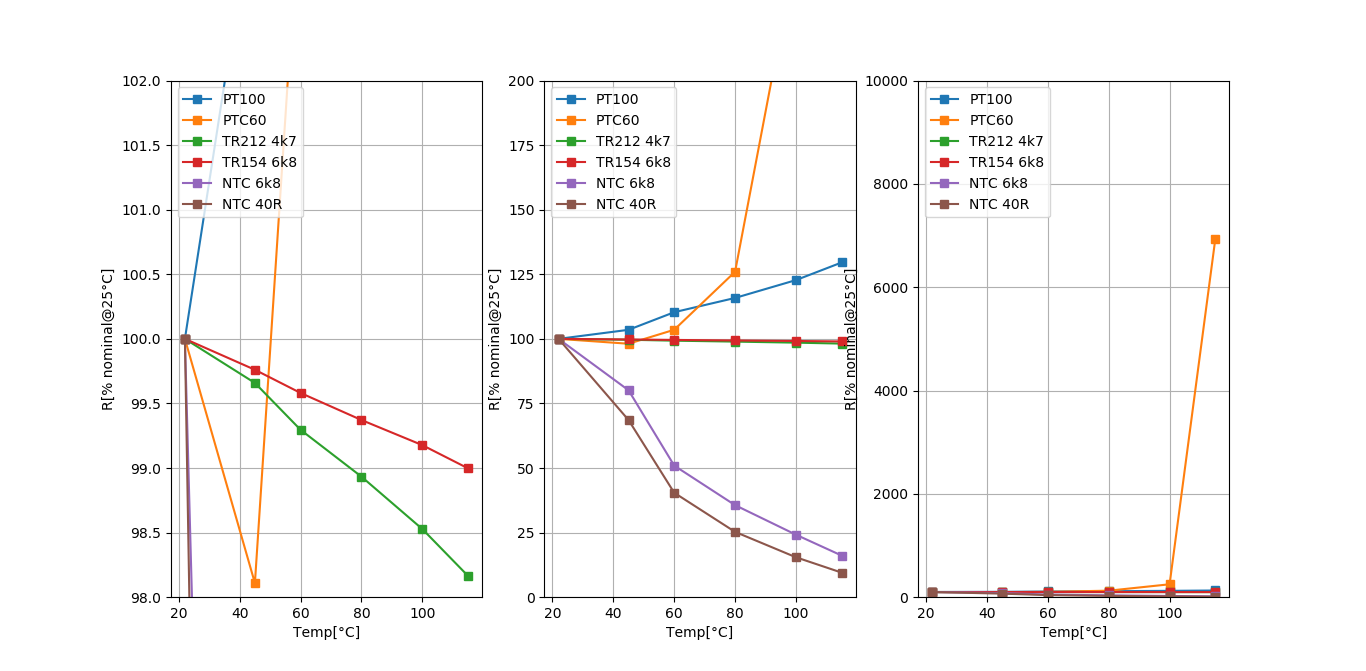 102.0
101.5
101.0
100.5
100.0
99.5
99.0
98.5
98.0
R[% nominal@25°C]
PT100
PTC60
TR212 4k7
TR154 6k8
NTC 6k8
NTC 40R
20 40 60 80 100
Temp[°C]
200
175
150
125
100
75
50
25
0
R[% nominal@25°C]
PT100
PTC60
TR212 4k7
TR154 6k8
NTC 6k8
NTC 40R
20 40 60 80 100
Temp[°C]
10000
8000
6000
4000
2000
0
R[% nominal@25°C]
PT100
PTC60
TR212 4k7
TR154 6k8
NTC 6k8
NTC 40R
20 40 60 80 100
Temp[°C]